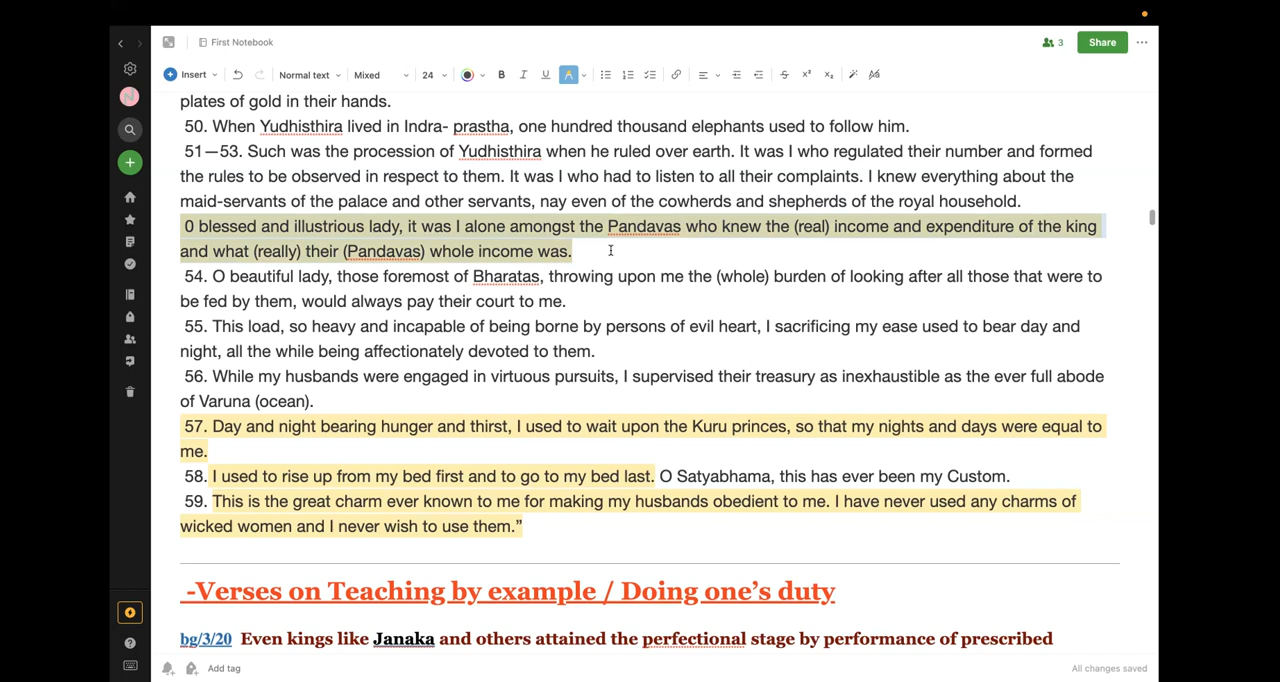 First Notebook
3
Share
Insert
Normal text
Mixed
24
B
I
U
A
plates of gold in their hands.
50. When Yudhisthira lived in Indra- prastha, one hundred thousand elephants used to follow him.
51—53. Such was the procession of Yudhisthira when he ruled over earth. It was I who regulated their number and formed
the rules to be observed in respect to them. It was I who had to listen to all their complaints. I knew everything about the
maid-servants of the palace and other servants, nay even of the cowherds and shepherds of the royal household.
0 blessed and illustrious lady, it was I alone amongst the Pandavas who knew the (real) income and expenditure of the king
and what (really) their (Pandavas) whole income was.
54. O beautiful lady, those foremost of Bharatas, throwing upon me the (whole) burden of looking after all those that were to
be fed by them, would always pay their court to me.
55. This load, so heavy and incapable of being borne by persons of evil heart, I sacrificing my ease used to bear day and
night, all the while being affectionately devoted to them.
56. While my husbands were engaged in virtuous pursuits, I supervised their treasury as inexhaustible as the ever full abode
of Varuna (ocean).
57. Day and night bearing hunger and thirst, I used to wait upon the Kuru princes, so that my nights and days were equal to
me.
58. I used to rise up from my bed first and to go to my bed last. O Satyabhama, this has ever been my Custom.
59. This is the great charm ever known to me for making my husbands obedient to me. I have never used any charms of
wicked women and I never wish to use them.”
-Verses on Teaching by example / Doing one’s duty
bg/3/20 Even kings like Janaka and others attained the perfectional stage by performance of prescribed
Add tag
All changes saved